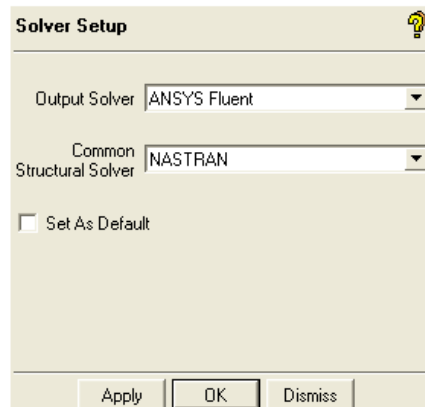 Solver Setup
Output Solver ANSYS Fluent
Common
Structural Solver NASTRAN
Set As Default
Apply OK Dismiss